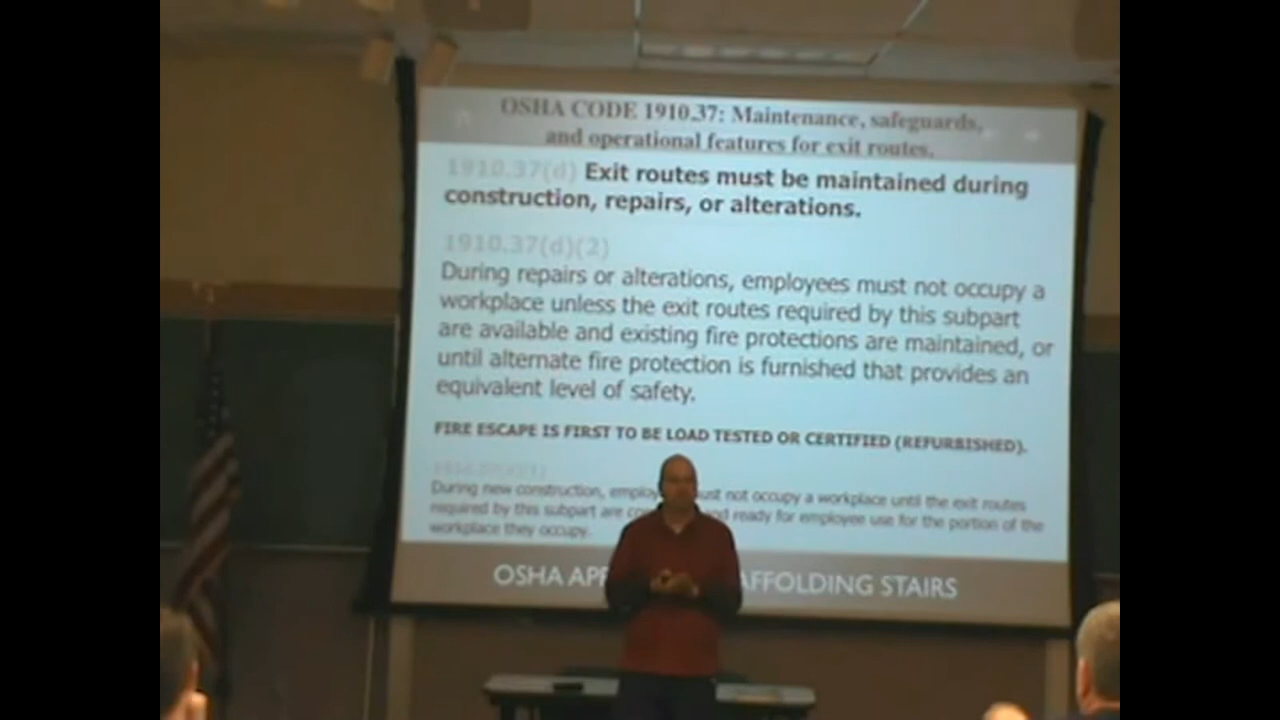 OSHA CODE 1910.37: Maintenance, safeguards,
and operational features for exit routes.
1910.37(d) Exit routes must be maintained during
construction, repairs, or alterations.
1910.37(d)(2)
During repairs or alterations, employees must not occupy a
workplace unless the exit routes required by this subpart
are available and existing fire protections are maintained, or
until alternate fire protection is furnished that provides an
equivalent level of safety.
FIRE ESCAPE IS FIRST TO BE LOAD TESTED OR CERTIFIED (REFURBISHED).
During new construction, employ ust not occupy a workplace until the exit routes
required by this subpart are and ready for employee use for the portion of the
workplace they occupy.
OSHA AFFOLDING STAIRS